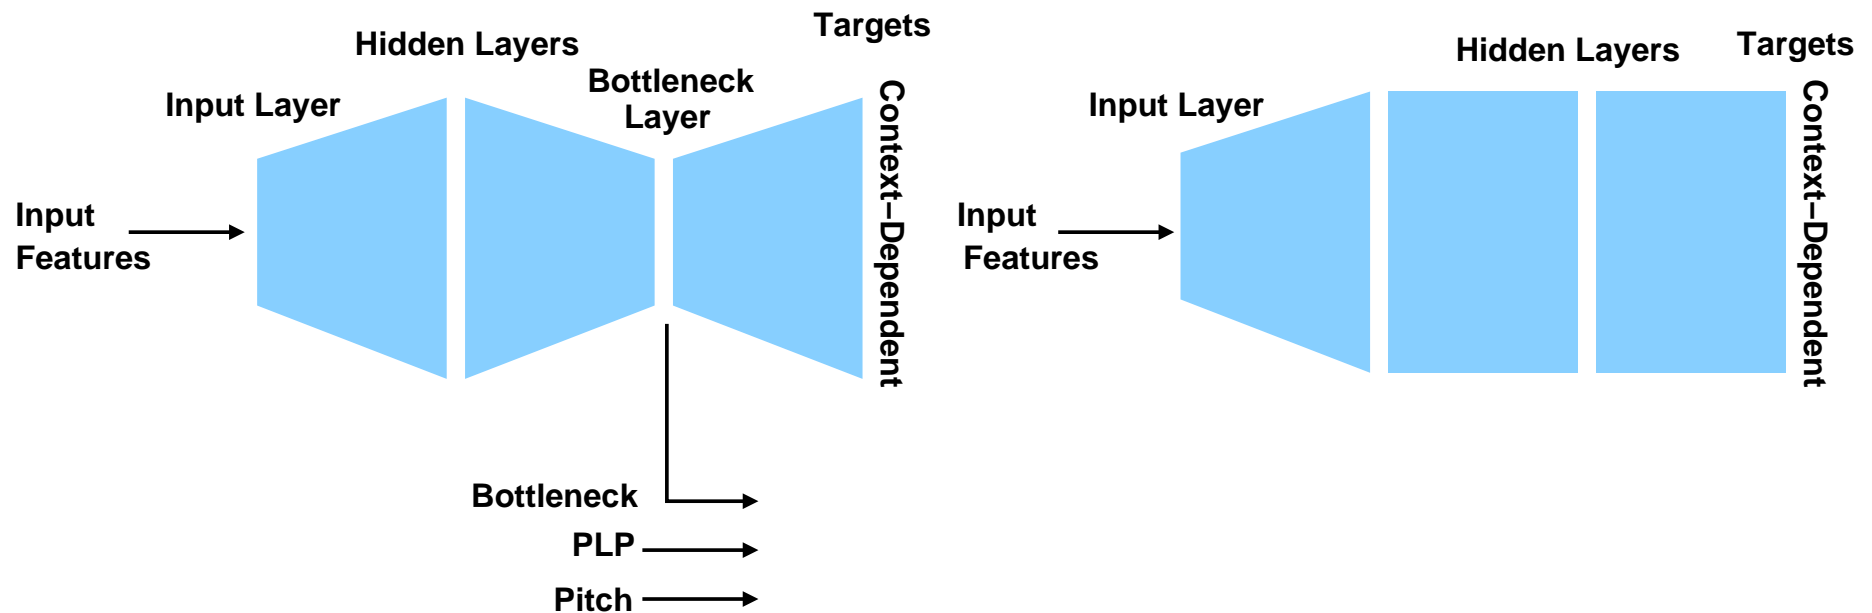 Targets
Hidden Layers
Bottleneck
Layer
Input Layer
Context–Dependent
Input
Features
Bottleneck
PLP
Pitch
Targets
Hidden Layers
Input Layer
Context–Dependent
Input
Features